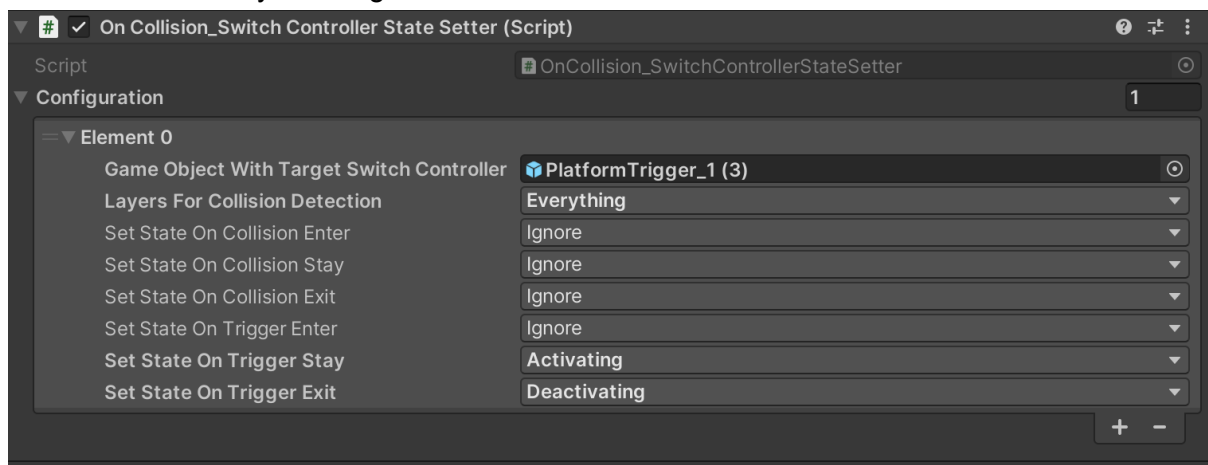 On Collision_Switch Controller State Setter (Script)
Script OnCollision_SwitchControllerStateSetter
Configuration 1
Element 0
Game Object With Target Switch Controller PlatformTrigger_1 (3)
Layers For Collision Detection Everything
Set State On Collision Enter Ignore
Set State On Collision Stay Ignore
Set State On Collision Exit Ignore
Set State On Trigger Enter Ignore
Set State On Trigger Stay Activating
Set State On Trigger Exit Deactivating